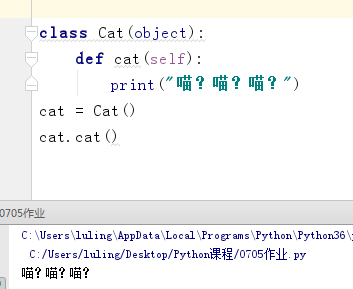 class Cat(object):
def cat(self):
print("喵？喵？喵？")
cat = Cat()
cat.cat()
0705作业
C:\Users\luling\AppData\Local\Programs\Python\Python36\
C:/Users/luling/Desktop/Python课程/0705作业.py
喵？喵？喵？